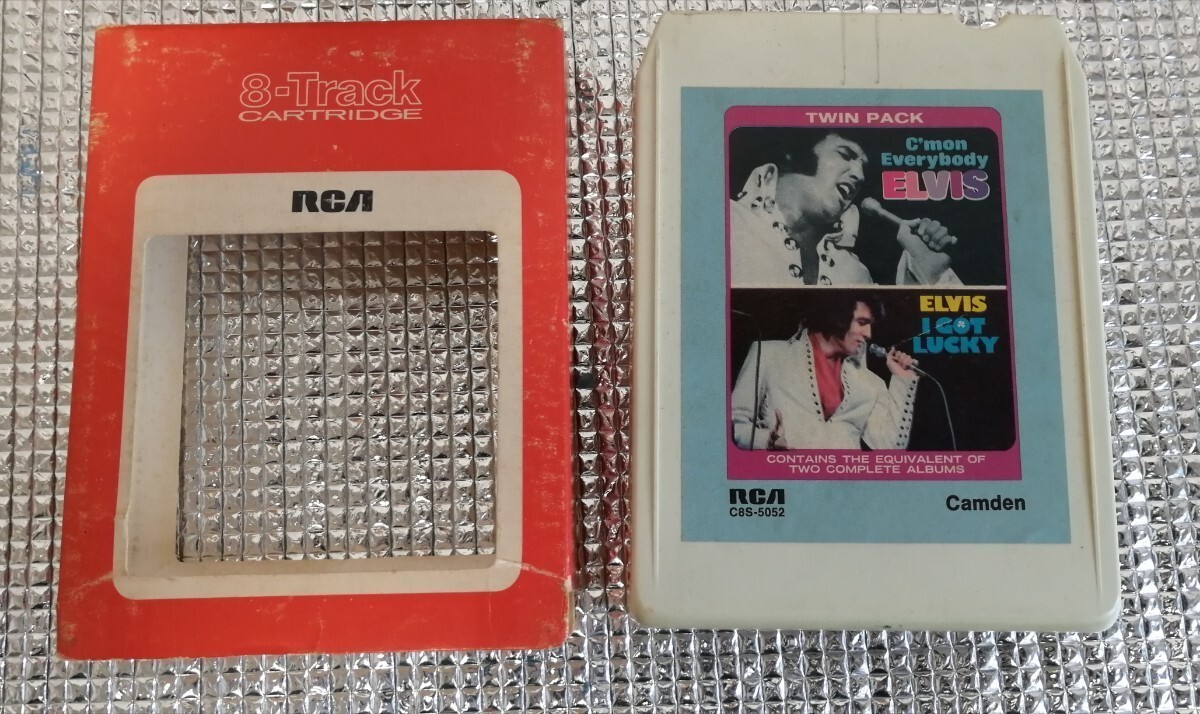 8-Track
CARTRIDGE
RCA
TWIN PACK
C'mon
Everybody
ELVIS
ELVIS
I GOT
LUCKY
CONTAINS THE EQUIVALENT OF
TWO COMPLETE ALBUMS
RCA
C8S-5052
Camden